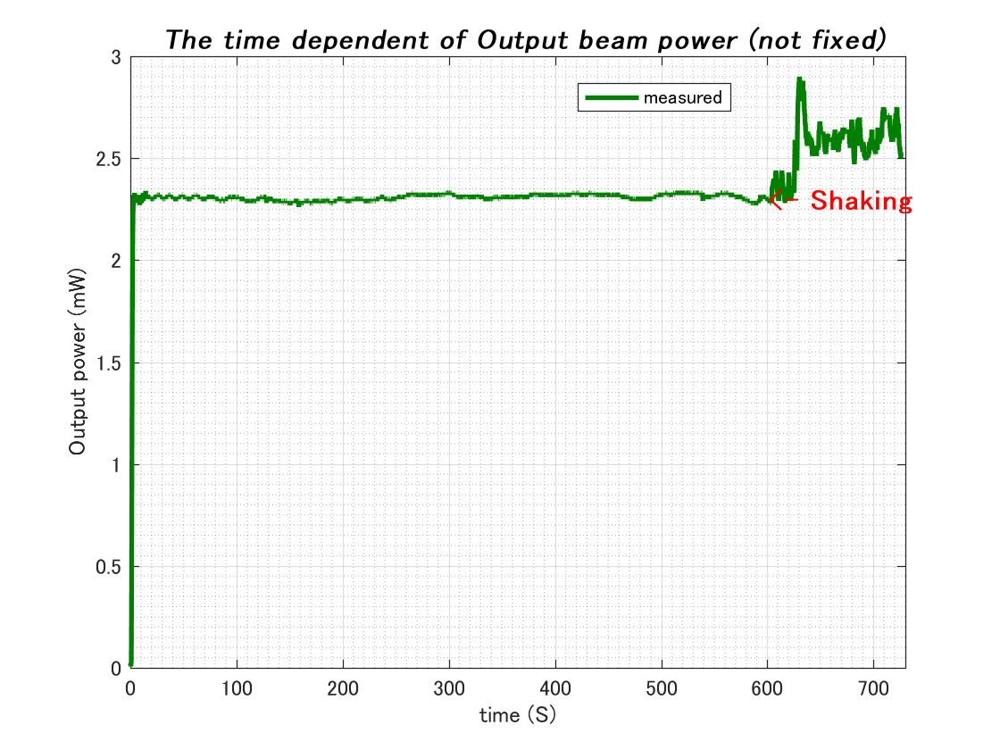 The time dependent of Output beam power (not fixed)
3
measured
2.5
Shaking
2
Output power (mW)
1.5
1
0.5
0
0 100 200 300 400 500 600 700
time (S)